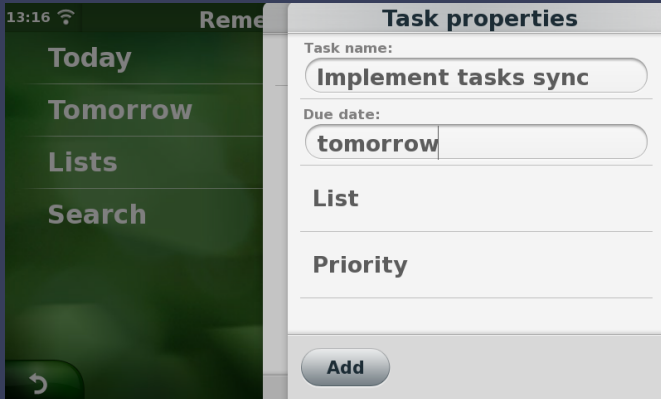 13:16
Reme
Today
Tomorrow
Lists
Search
Task properties
Task name:
Implement tasks sync
Due date:
tomorrow
List
Priority
Add